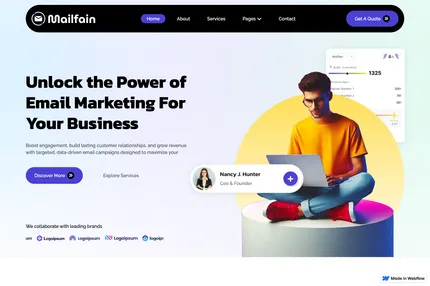 Mailfain
Home
About
Services
Pages
Contact
Get A Quote
Unlock the Power of
Email Marketing For
Your Business
Boost engagement, build lasting customer relationships, and grow revenue
with targeted, data-driven email campaigns designed to maximize your
Discover More
Explore Services
1325
Nancy J. Hunter
Ceo & Founder
We collaborate with leading brands
um
Logoipsum
Logoipsum
Logoipsum
logoip
Made in Webflow